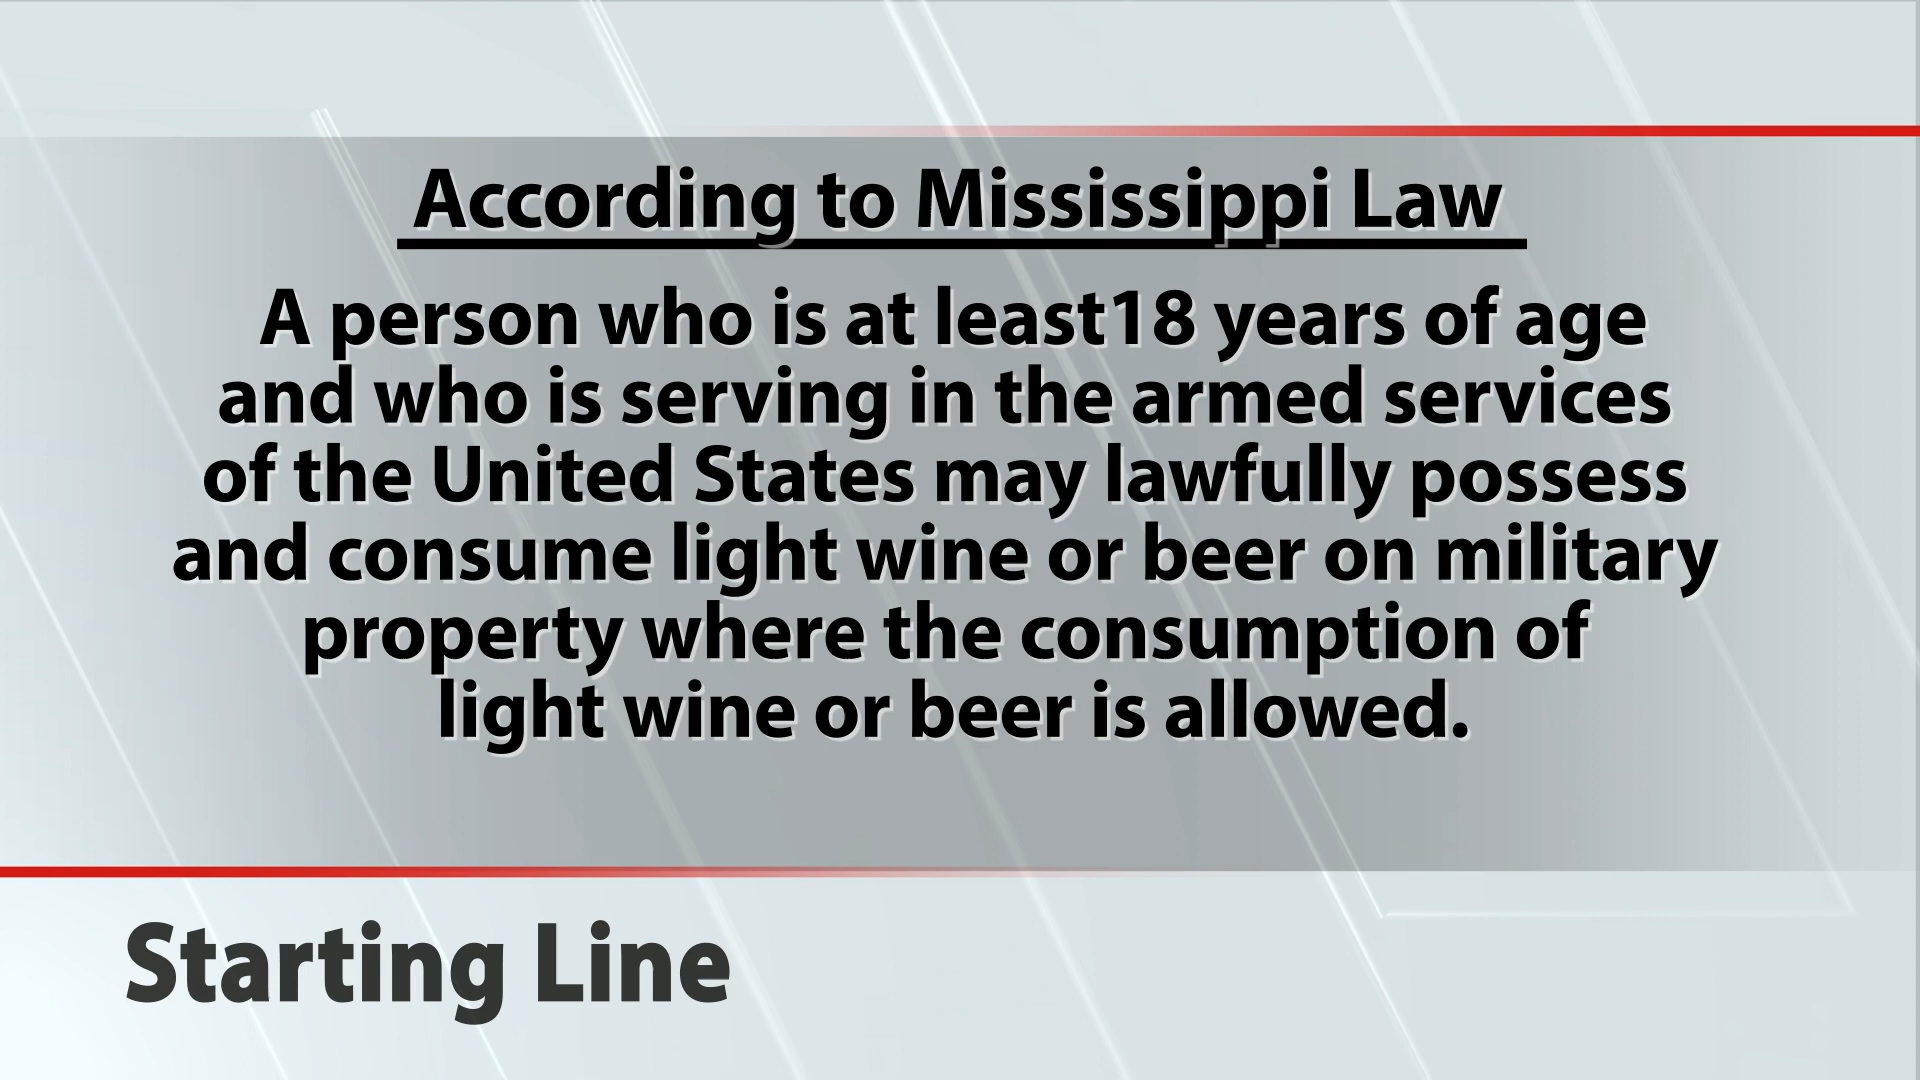 According to Mississippi Law
A person who is at least18 years of age
and who is serving in the armed services
of the United States may lawfully possess
and consume light wine or beer on military
property where the consumption of
light wine or beer is allowed.
Starting Line